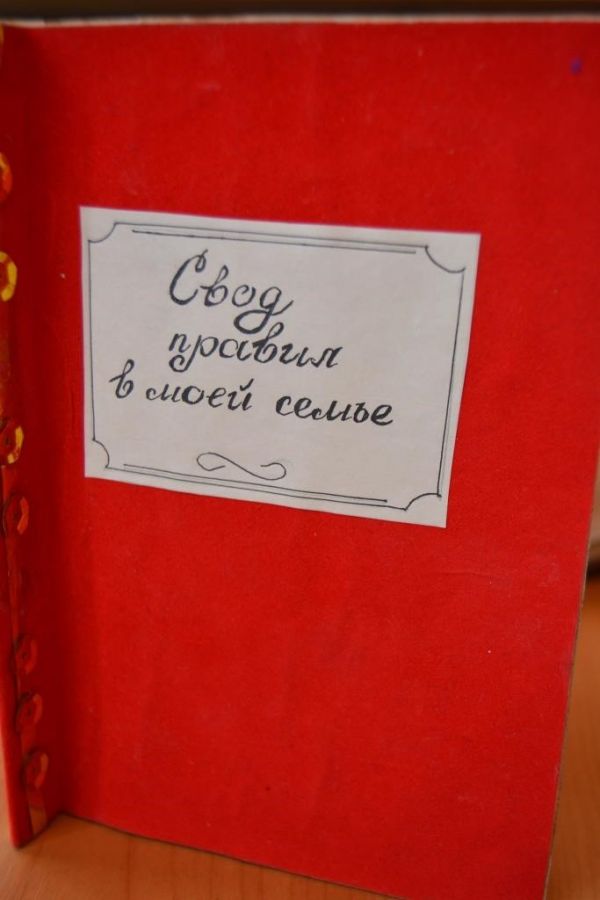 Свод
правил
в моей семье